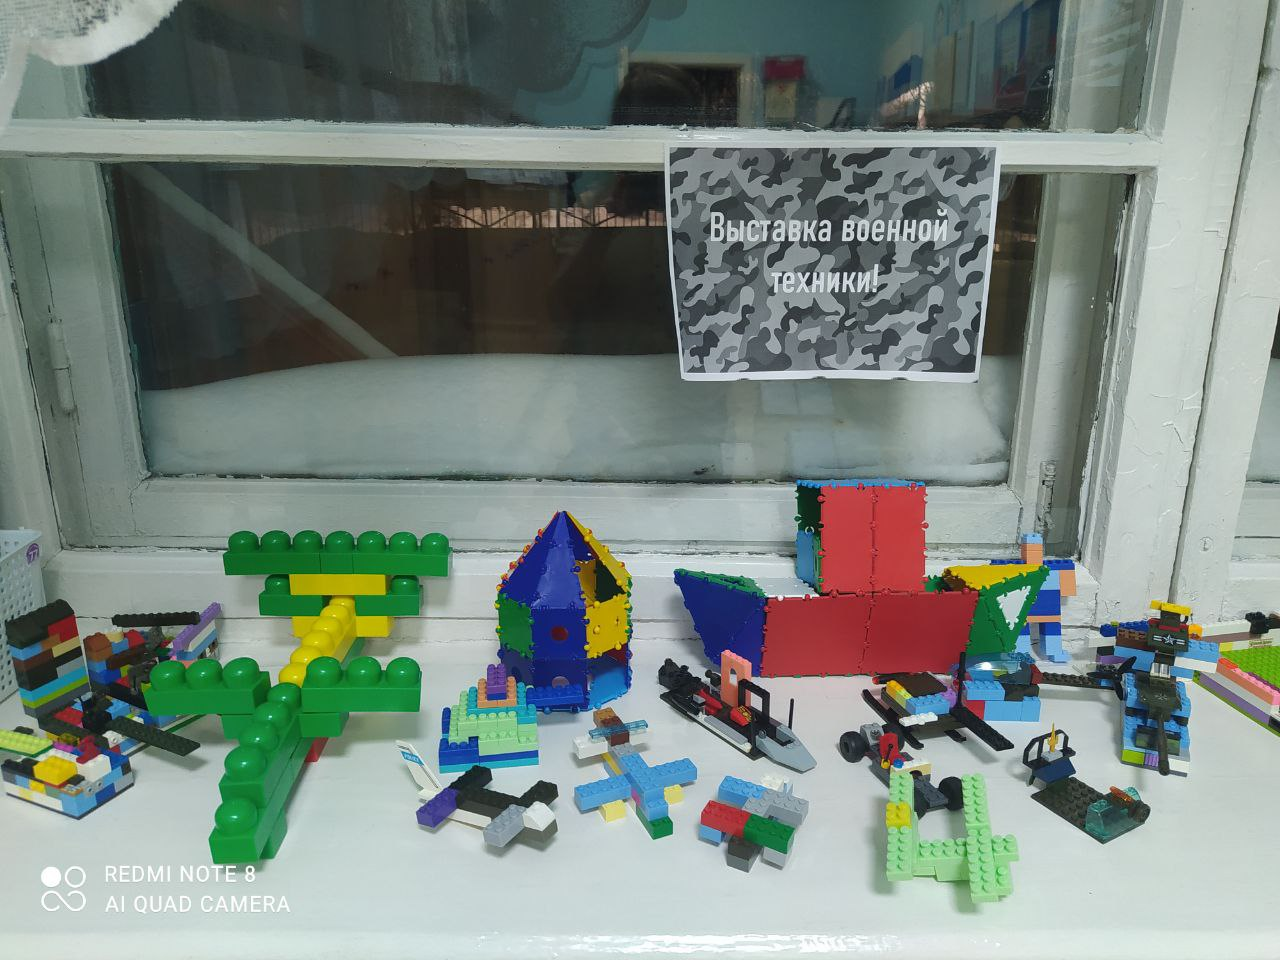 Выставка военной
техники!
REDMI NOTE 8
AI QUAD CAMERA